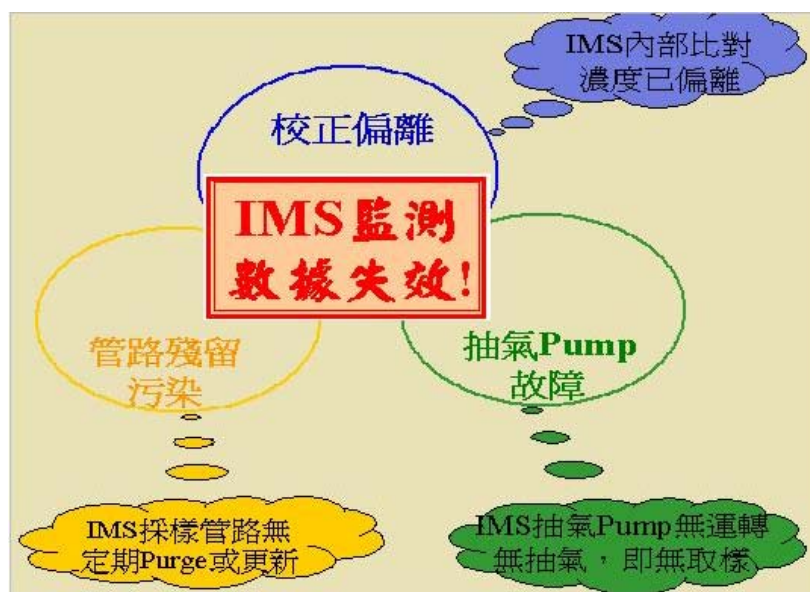 IMS內部比對
濃度已偏離
校正偏離
IMS監測
數據失效!
管路殘留
污染
抽氣Pump
故障
IMS採樣管路無
定期Purge或更新
IMS抽氣Pump無運轉
無抽氣，即無取樣